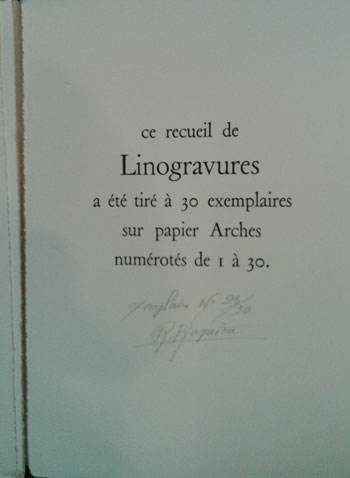 ce recueil de
Linogravures
a été tiré à 30 exemplaires
sur papier Arches
numérotés de 1 à 30.
exemplaire N°